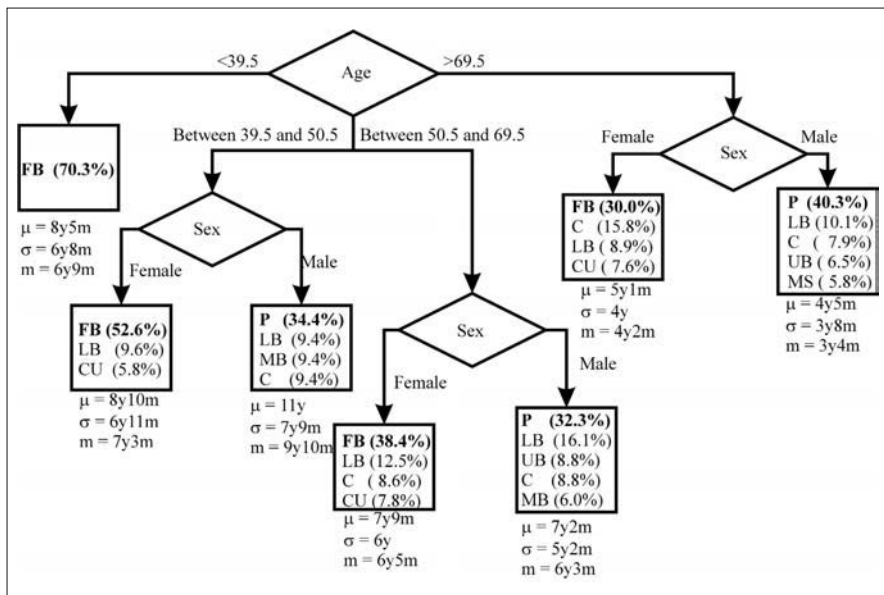 Age
<39.5
>69.5
Between 39.5 and 50.5
Between 50.5 and 69.5
FB (70.3%)
μ = 8y5m
σ = 6y8m
m = 6y9m
Sex
Female
Male
FB (52.6%)
LB (9.6%)
CU (5.8%)
μ = 8y10m
σ = 6y11m
m = 7y3m
P (34.4%)
LB (9.4%)
MB (9.4%)
C (9.4%)
μ = 11y
σ = 7y9m
m = 9y10m
Sex
Female
Male
FB (38.4%)
LB (12.5%)
C ( 8.6%)
CU (7.8%)
μ = 7y9m
σ = 6y
m = 6y5m
P (32.3%)
LB (16.1%)
UB (8.8%)
C (8.8%)
MB (6.0%)
μ = 7y2m
σ = 5y2m
m = 6y3m
Sex
Female
Male
FB (30.0%)
C (15.8%)
LB ( 8.9%)
CU ( 7.6%)
μ = 5y1m
σ = 4y
m = 4y2m
P (40.3%)
LB (10.1%)
C ( 7.9%)
UB ( 6.5%)
MS ( 5.8%)
μ = 4y5m
σ = 3y8m
m = 3y4m